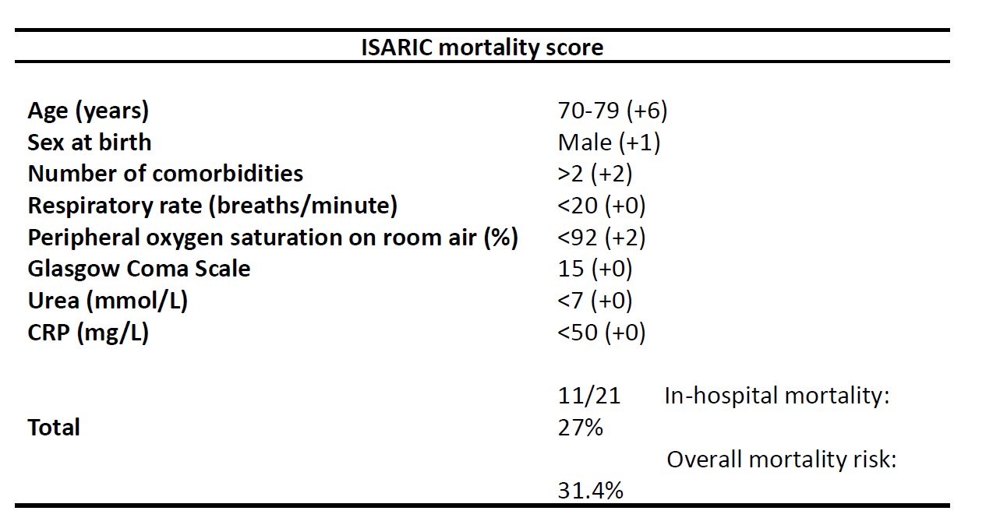 ISARIC mortality score
Age (years) 70-79 (+6)
Sex at birth Male (+1)
Number of comorbidities >2 (+2)
Respiratory rate (breaths/minute) <20 (+0)
Peripheral oxygen saturation on room air (%) <92 (+2)
Glasgow Coma Scale 15 (+0)
Urea (mmol/L) <7 (+0)
CRP (mg/L) <50 (+0)
11/21 In-hospital mortality:
Total 27%
Overall mortality risk:
31.4%